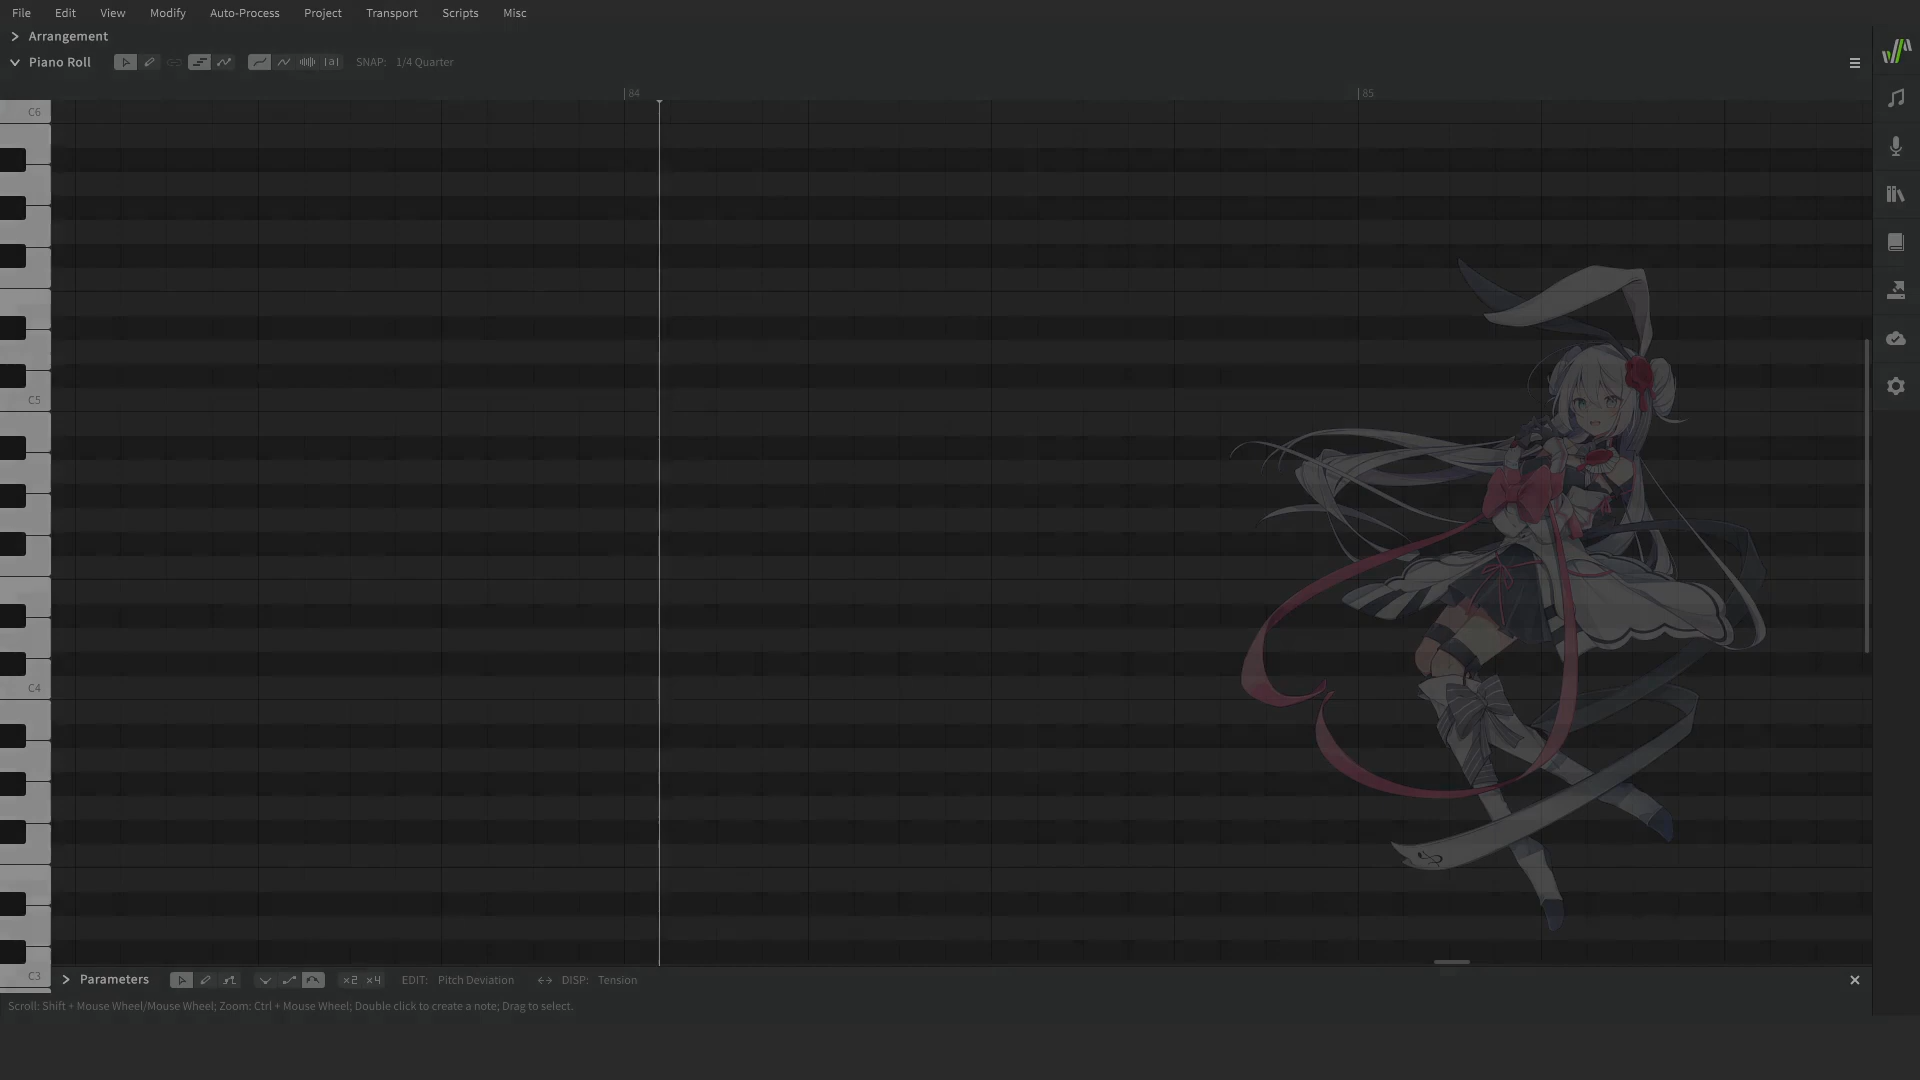 File Edit View Modify Auto-Process Project Transport Scripts Misc
Arrangement
Piano Roll SNAP: 1/4 Quarter
84 85
C6
C5
C4
C3
Parameters ×2 ×4 EDIT: Pitch Deviation DISP: Tension
Scroll: Shift + Mouse Wheel/Mouse Wheel; Zoom: Ctrl + Mouse Wheel; Double click to create a note; Drag to select.